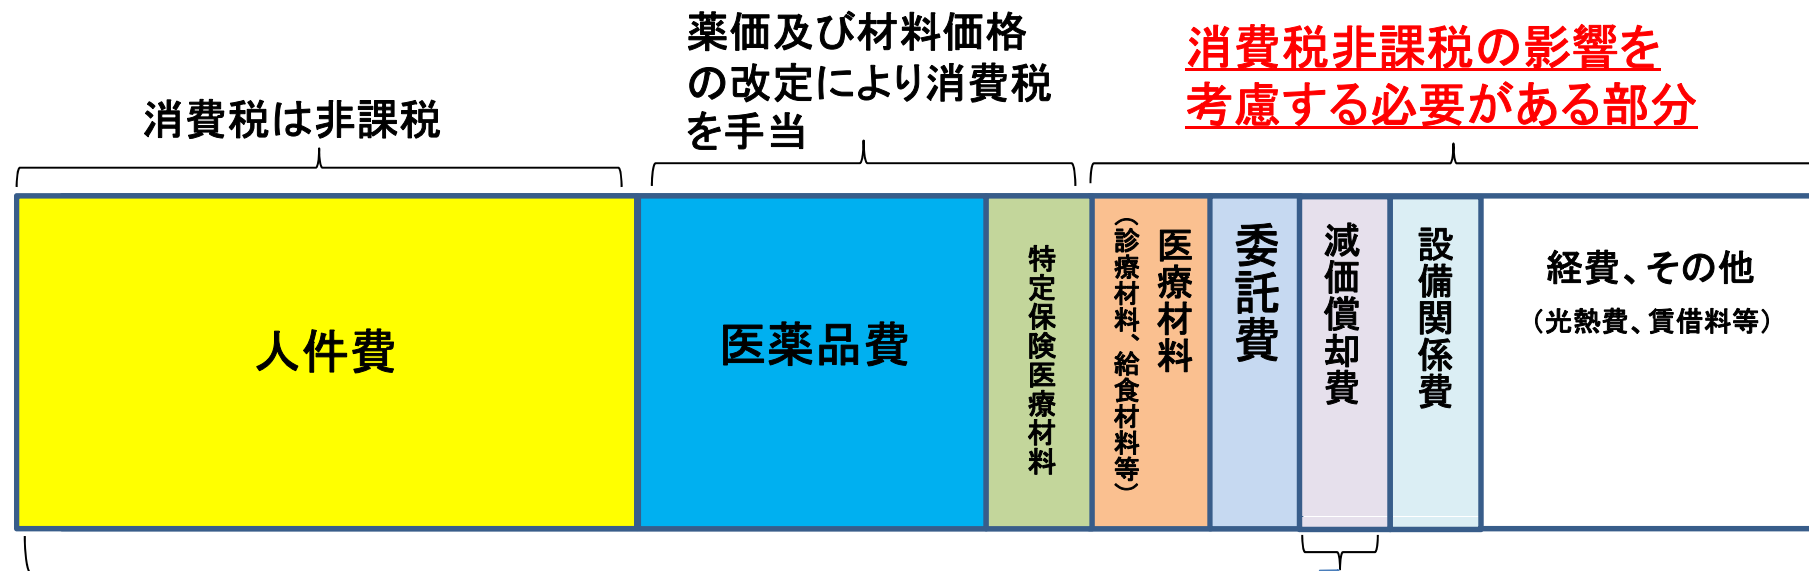 消費税は非課税
薬価及び材料価格
の改定により消費税
を手当
消費税非課税の影響を
考慮する必要がある部分
人件費
医薬品費
特定保険医療材料
医療材料
（診療材料、給食材料等）
委託費
減価償却費
設備関係費
経費、その他
（光熱費、賃借料等）